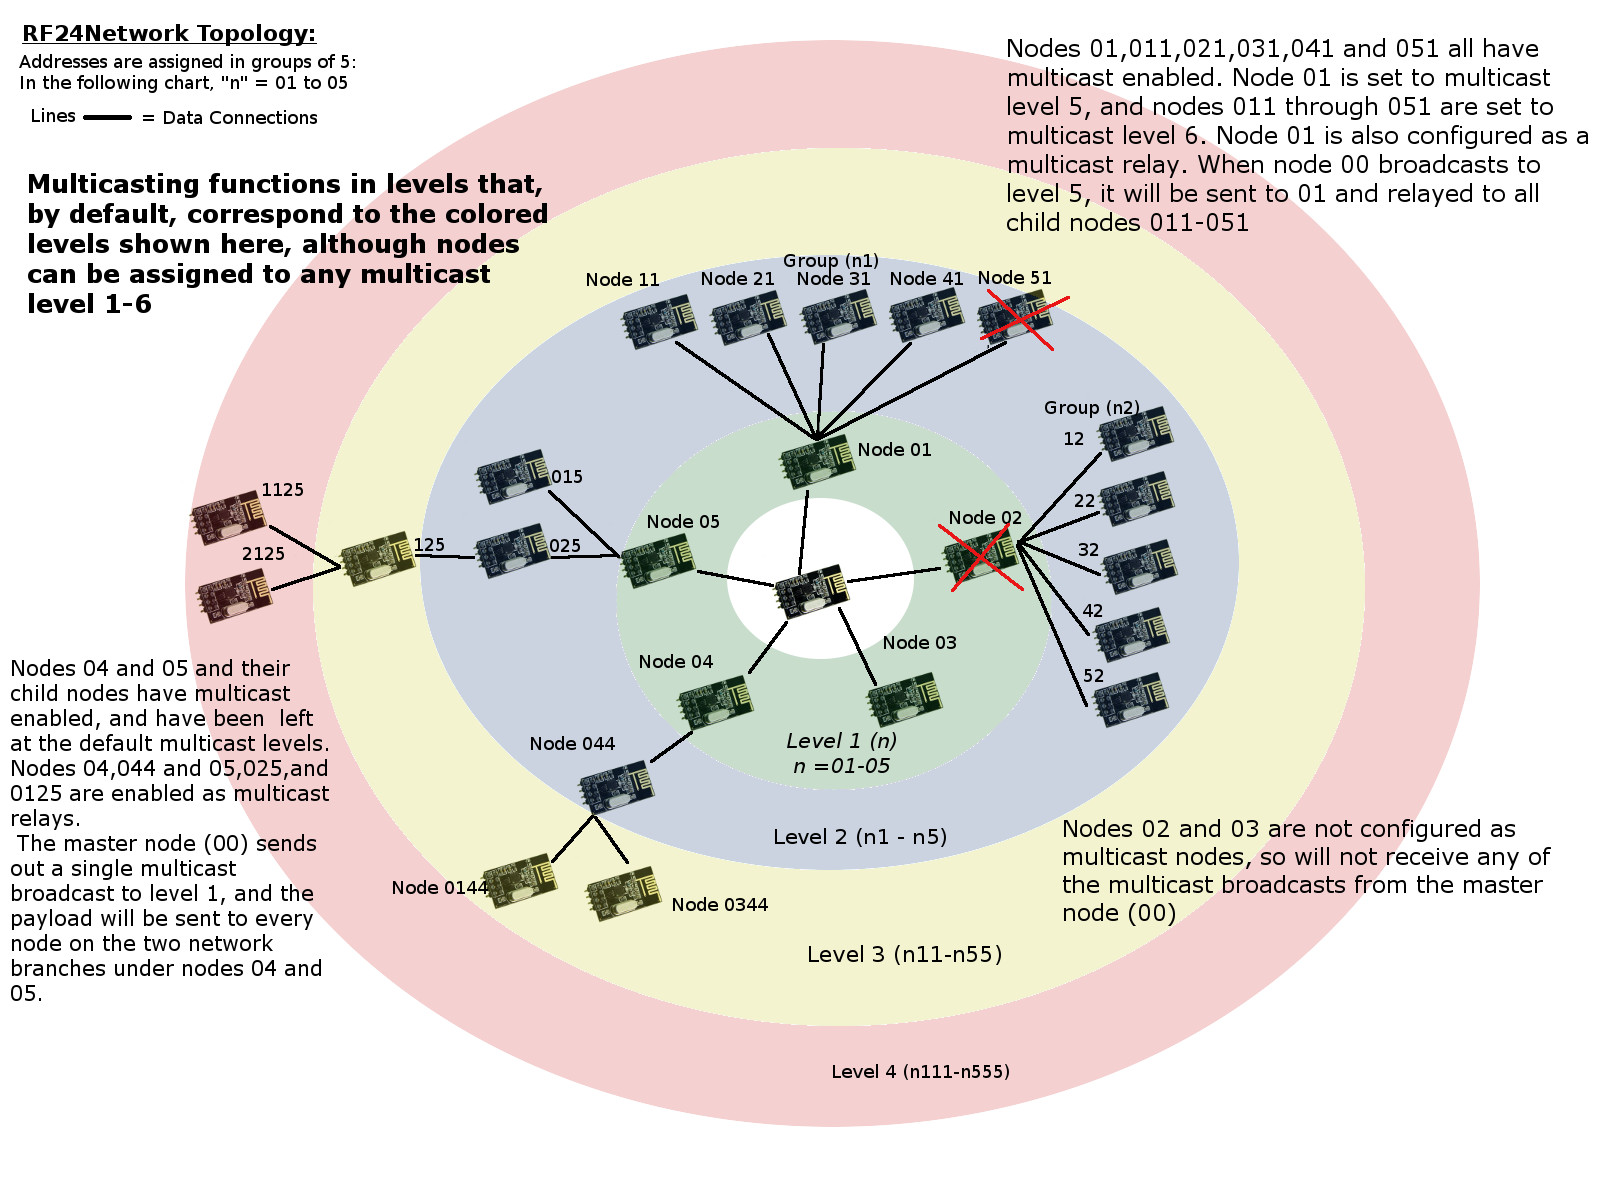 RF24Network Topology:
Addresses are assigned in groups of 5:
In the following chart, "n" = 01 to 05
Lines = Data Connections
Multicasting functions in levels that,
by default, correspond to the colored
levels shown here, although nodes
can be assigned to any multicast
level 1-6
Nodes 01,011,021,031,041 and 051 all have
multicast enabled. Node 01 is set to multicast
level 5, and nodes 011 through 051 are set to
multicast level 6. Node 01 is also configured as a
multicast relay. When node 00 broadcasts to
level 5, it will be sent to 01 and relayed to all
child nodes 011-051
Group (n1)
Node 11
Node 21
Node 31
Node 41
Node 51
Group (n2)
12
22
32
42
52
Node 01
Node 02
Node 03
Node 04
Node 05
015
025
125
1125
2125
Node 044
Node 0144
Node 0344
Level 1 (n)
n =01-05
Level 2 (n1 - n5)
Level 3 (n11-n55)
Level 4 (n111-n555)
Nodes 04 and 05 and their
child nodes have multicast
enabled, and have been  left
at the default multicast levels.
Nodes 04,044 and 05,025,and
0125 are enabled as multicast
relays.
The master node (00) sends
out a single multicast
broadcast to level 1, and the
payload will be sent to every
node on the two network
branches under nodes 04 and
05.
Nodes 02 and 03 are not configured as
multicast nodes, so will not receive any of
the multicast broadcasts from the master
node (00)